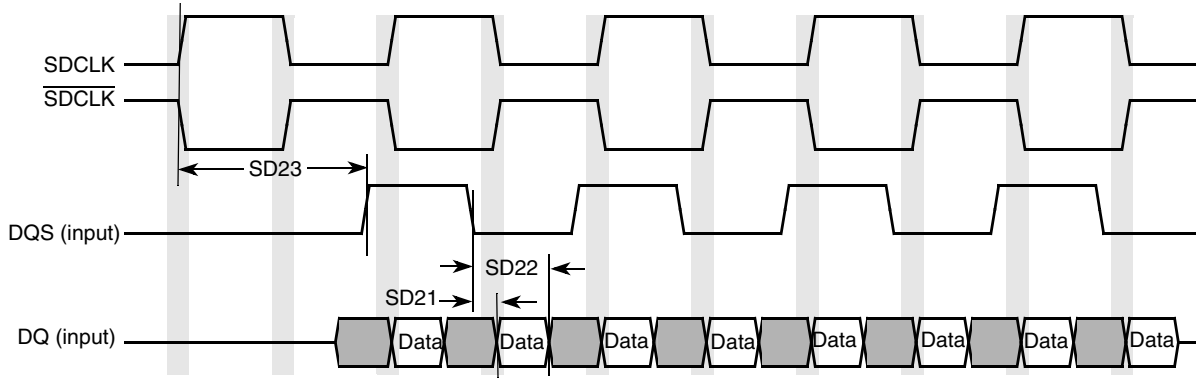 SDCLK
SDCLK
SD23
DQS (input)
SD22
SD21
DQ (input)
Data Data Data Data Data Data Data Data